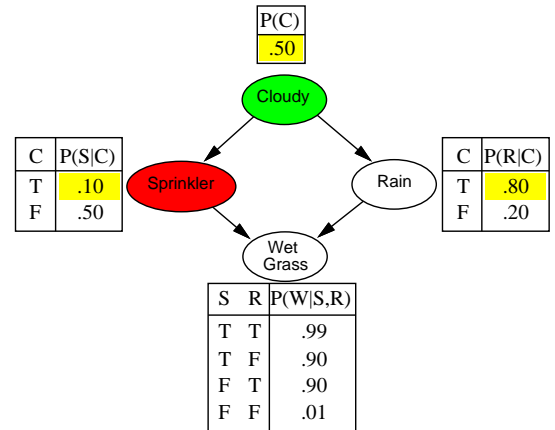 P(C)
.50
Cloudy
C P(S|C)
T .10
F .50
Sprinkler
Rain
C P(R|C)
T .80
F .20
Wet
Grass
S R P(W|S,R)
T T .99
T F .90
F T .90
F F .01